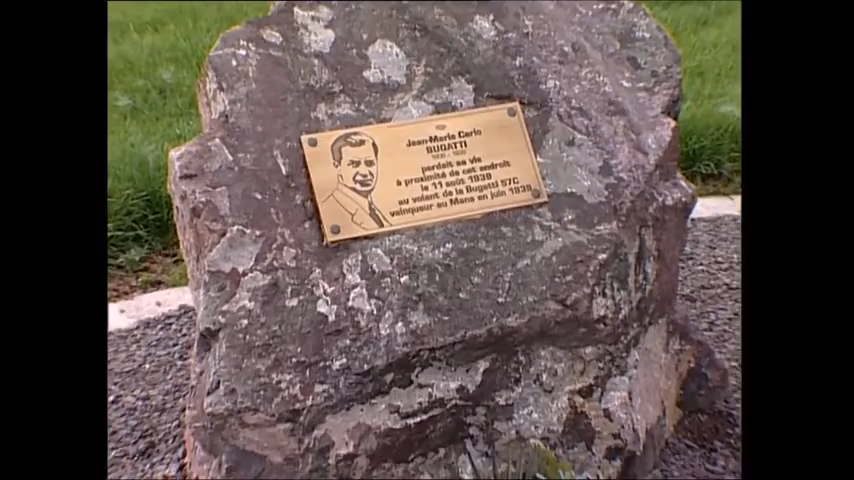 Jean-Marie Carlo
BUGATTI
perdait sa vie
à proximité de cet endroit
le 11 août 1939
au volant de la Bugatti 57C
vainqueur au Mans en juin 1939